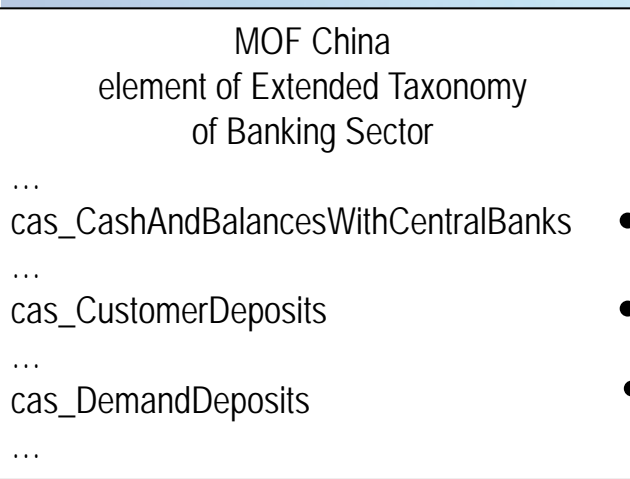 MOF China
element of Extended Taxonomy
of Banking Sector
…
cas_CashAndBalancesWithCentralBanks •
…
cas_CustomerDeposits •
…
cas_DemandDeposits •
…